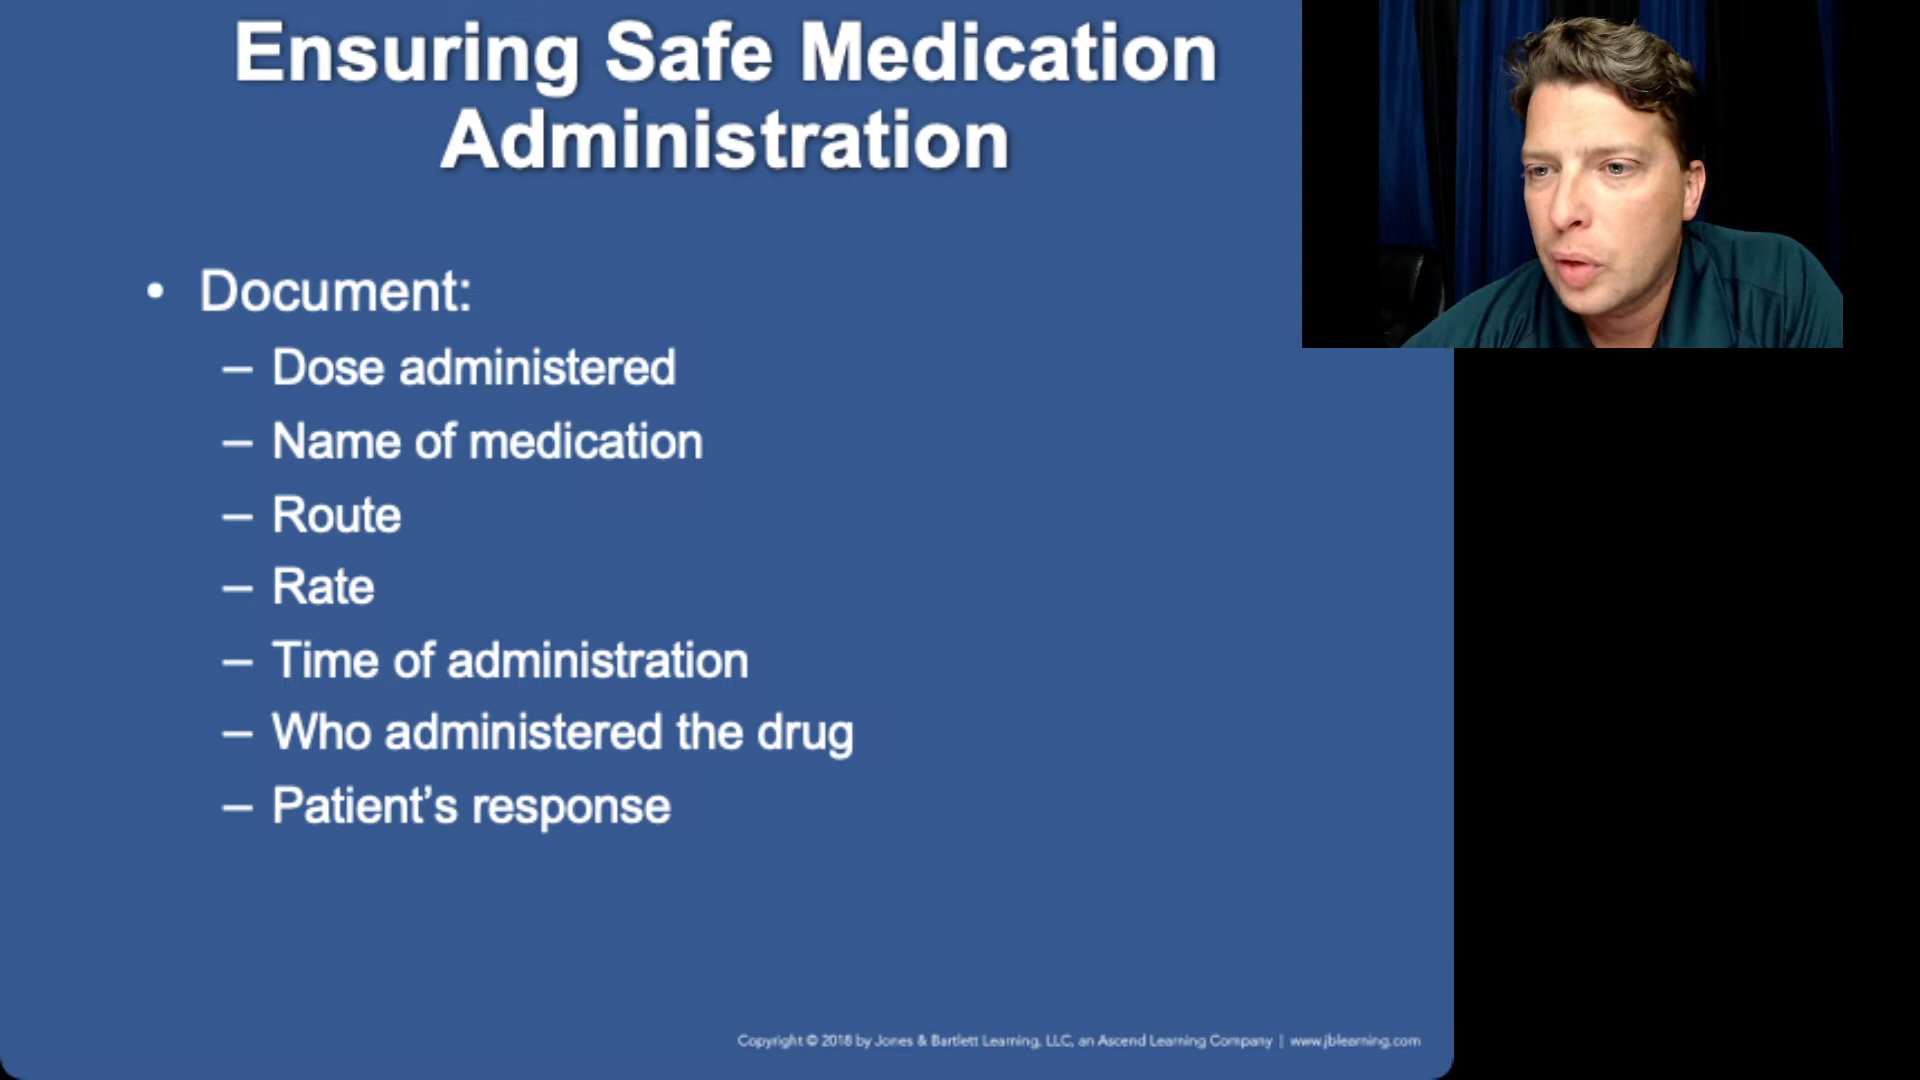 Ensuring Safe Medication
Administration
• Document:
– Dose administered
– Name of medication
– Route
– Rate
– Time of administration
– Who administered the drug
– Patient’s response
Copyright © 2018 by Jones & Bartlett Learning, LLC, an Ascend Learning Company | www.jblearning.com